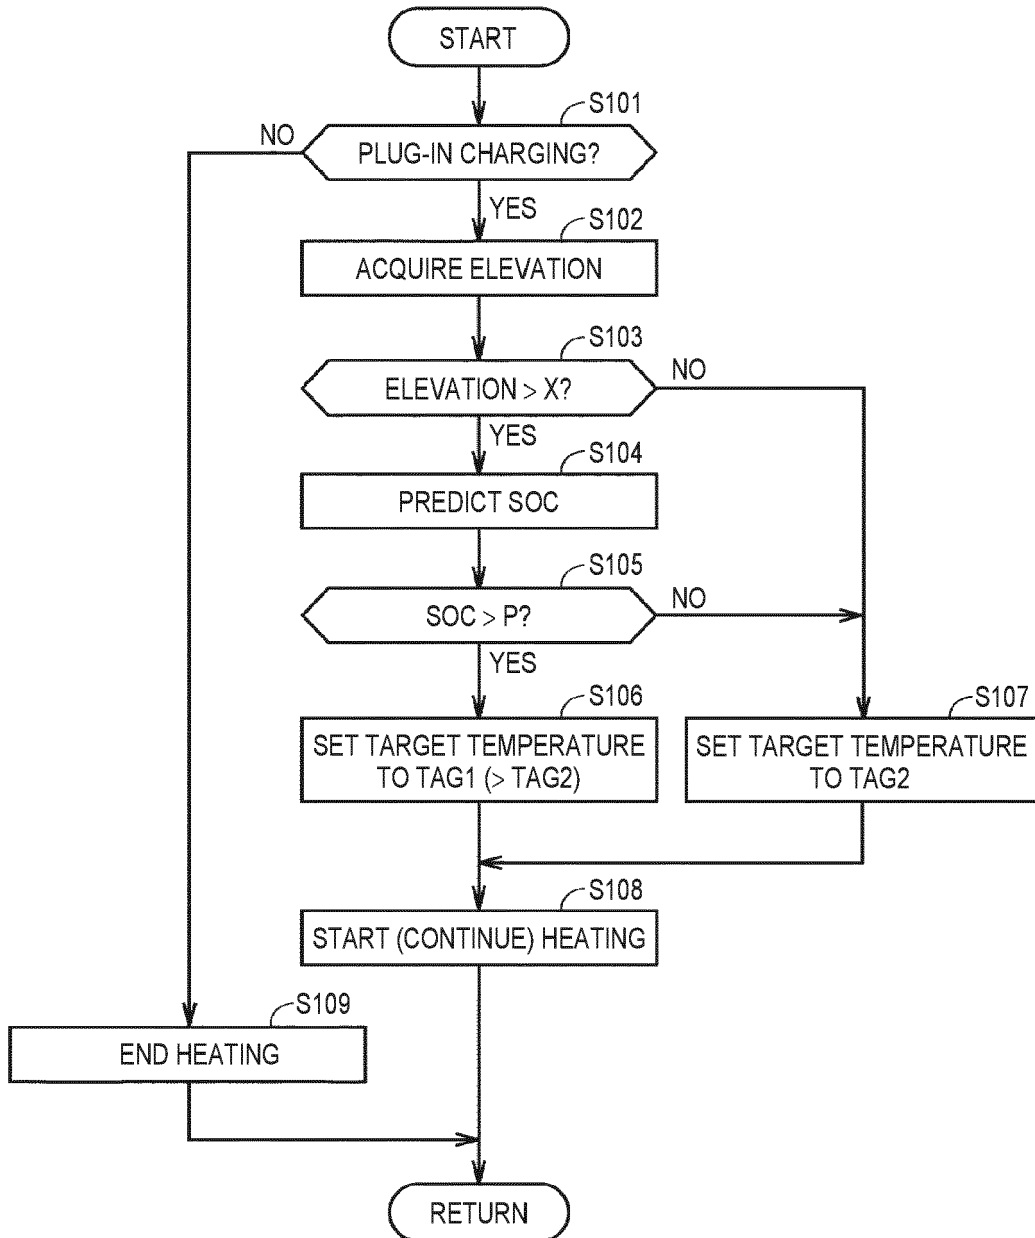 START
S101
NO
PLUG-IN CHARGING?
YES
S102
ACQUIRE ELEVATION
S103
ELEVATION > X?
NO
YES
S104
PREDICT SOC
S105
SOC > P?
NO
YES
S106
SET TARGET TEMPERATURE
TO TAG1 (> TAG2)
S107
SET TARGET TEMPERATURE
TO TAG2
S108
START (CONTINUE) HEATING
S109
END HEATING
RETURN